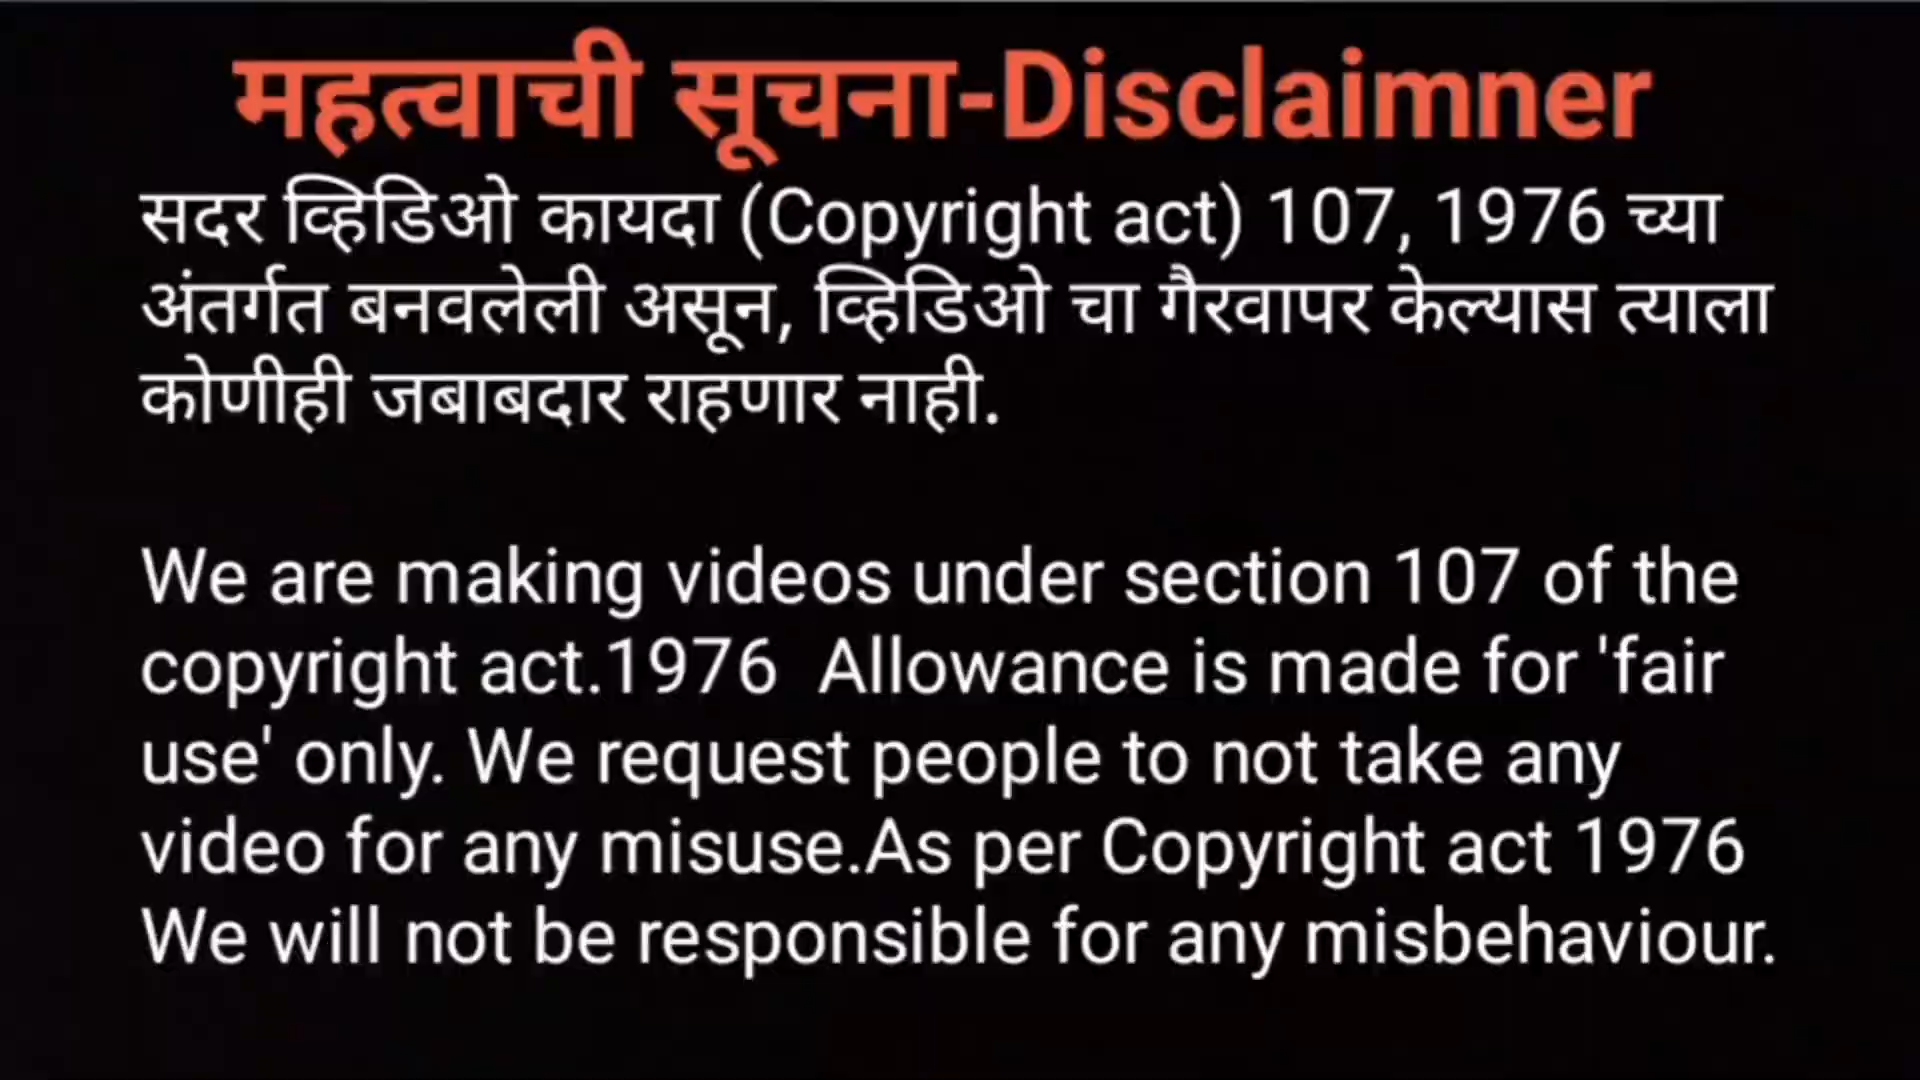 महत्वाची सूचना-Disclaimner
सदर व्हिडिओ कायदा (Copyright act) 107, 1976 च्या
अंतर्गत बनवलेली असून, व्हिडिओ चा गैरवापर केल्यास त्याला
कोणीही जबाबदार राहणार नाही.
We are making videos under section 107 of the
copyright act.1976  Allowance is made for 'fair
use' only. We request people to not take any
video for any misuse.As per Copyright act 1976
We will not be responsible for any misbehaviour.